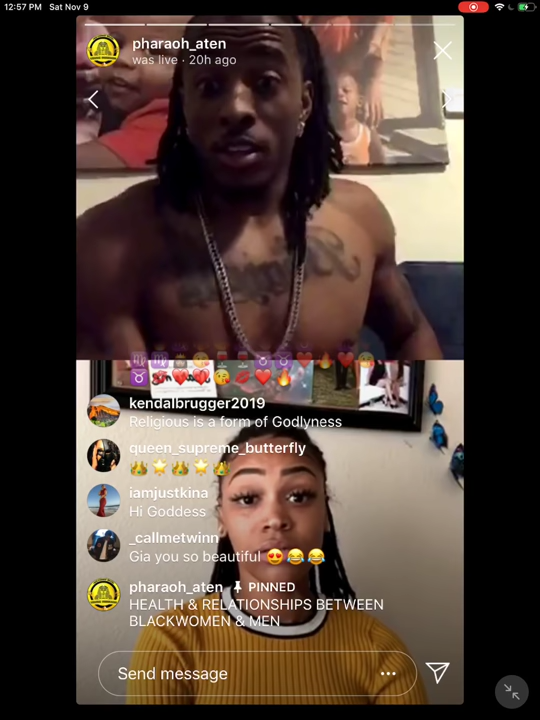 12:57 PM Sat Nov 9
pharaoh_aten
was live · 20h ago
kendalbrugger2019
Religious is a form of Godlyness
queen_supreme_butterfly
iamjustkina
Hi Goddess
_callmetwinn
Gia you so beautiful 😍😂😂
pharaoh_aten PINNED
HEALTH & RELATIONSHIPS BETWEEN
BLACKWOMEN & MEN
Send message